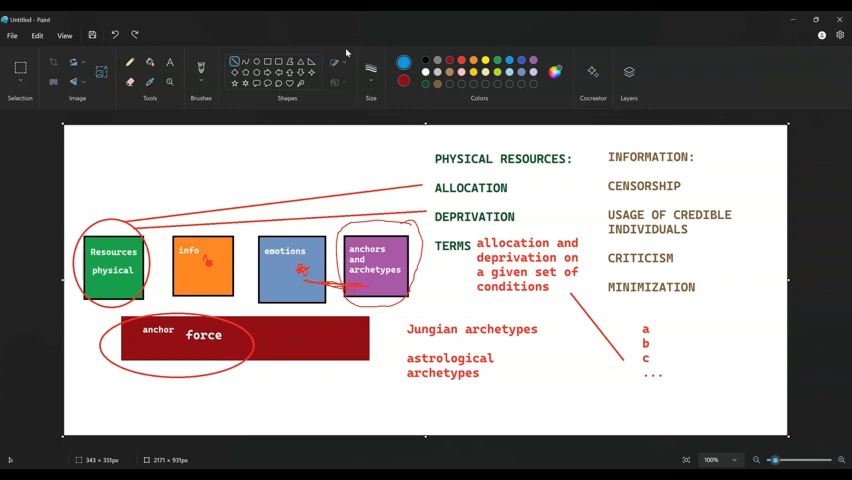 Untitled - Paint
File Edit View
Selection Image Tools Brushes Shapes Size Colors Cocreator Layers
PHYSICAL RESOURCES:
ALLOCATION
DEPRIVATION
TERMS
allocation and
deprivation on
a given set of
conditions
INFORMATION:
CENSORSHIP
USAGE OF CREDIBLE
INDIVIDUALS
CRITICISM
MINIMIZATION
Resources
physical
info
emotions
anchors
and
archetypes
anchor force
Jungian archetypes
astrological
archetypes
a
b
c
...
343 × 351px
2171 × 931px
100%